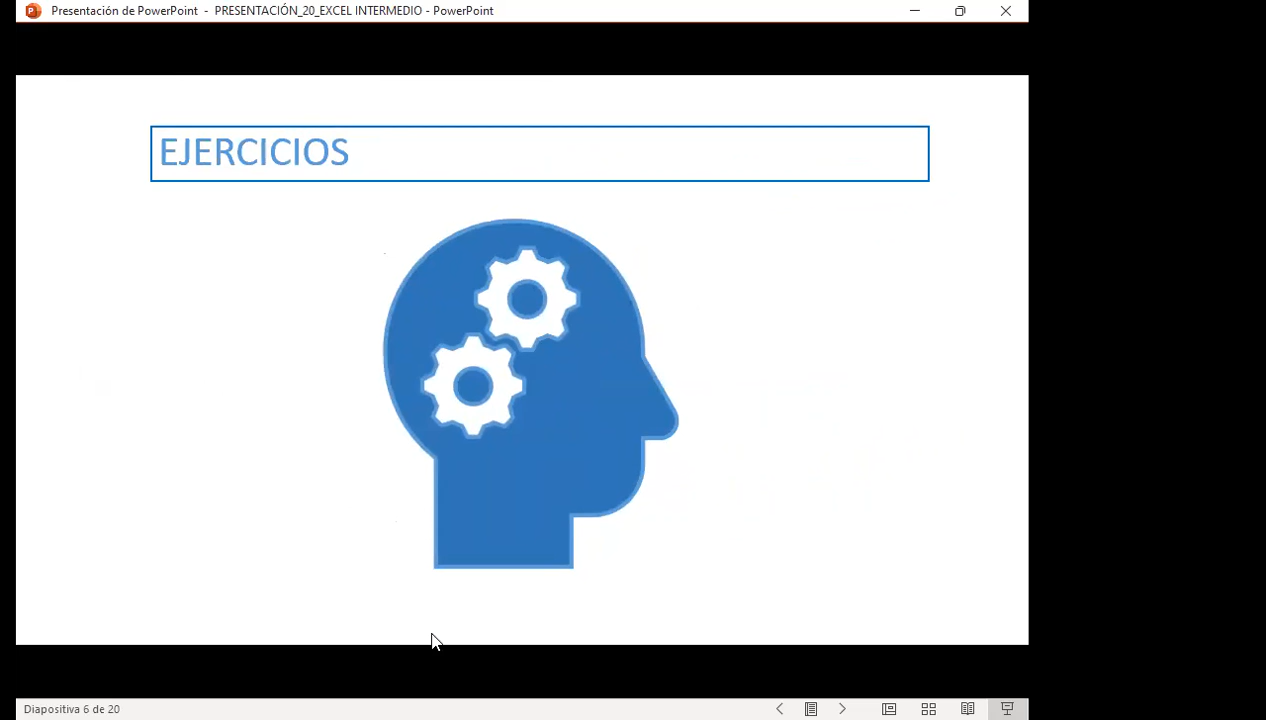 Presentación de PowerPoint - PRESENTACIÓN_20_EXCEL INTERMEDIO - PowerPoint
EJERCICIOS
Diapositiva 6 de 20